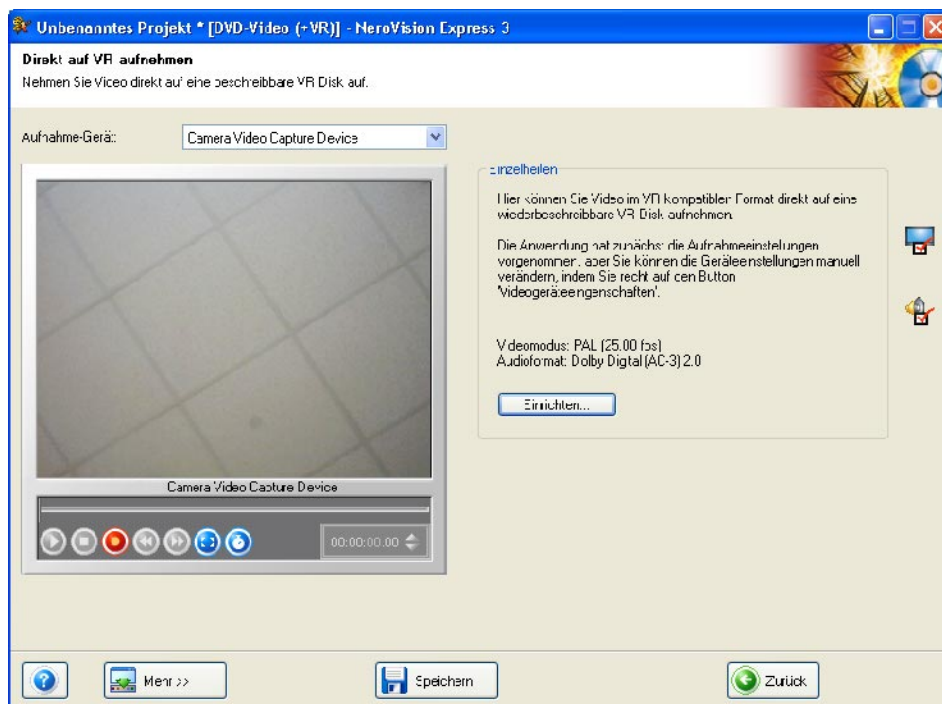 Unbenanntes Projekt * [DVD-Video (+VR)] - NeroVision Express 3
Direkt auf VR aufnehmen
Nehmen Sie Video direkt auf eine beschreibbare VR Disk auf.
Aufnahme-Gerät:
Camera Video Capture Device
Einzelheiten
Hier können Sie Video im VR kompatiblen Format direkt auf eine
wiederbeschreibbare VR Disk aufnehmen.
Die Anwendung hat zunächst die Aufnahmeeinstellungen
vorgenommen, aber Sie können die Geräteeinstellungen manuell
verändern, indem Sie recht auf den Button
'Videogeräteeingenschaften'.
Videomodus: PAL (25.00 fps)
Audioformat: Dolby Digital (AC-3) 2.0
Einrichten...
Camera Video Capture Device
00:00:00.00
Mehr >>
Speichern
Zurück